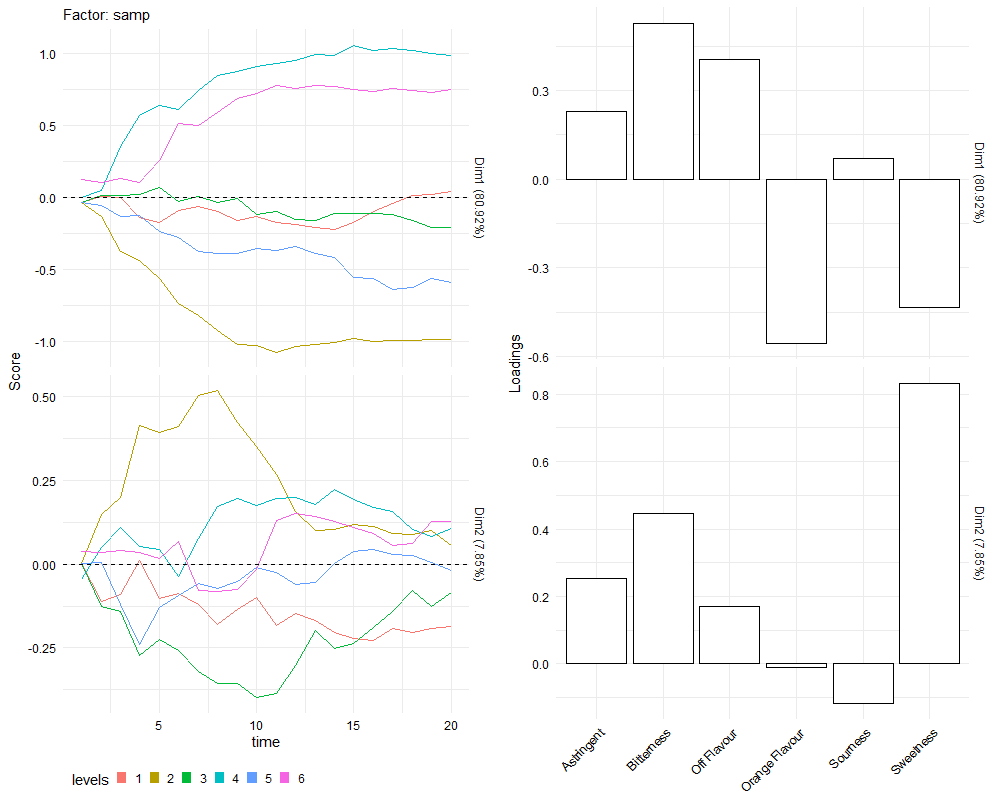 Factor: samp
1.0
0.5
0.0
-0.5
-1.0
Dim1 (80.92%)
Score
0.50
0.25
0.00
-0.25
Dim2 (7.85%)
5 10 15 20
time
levels 1 2 3 4 5 6
0.3
0.0
-0.3
-0.6
Dim1 (80.92%)
Loadings
0.8
0.6
0.4
0.2
0.0
Dim2 (7.85%)
Astringent
Bitterness
Off Flavour
Orange Flavour
Sourness
Sweetness